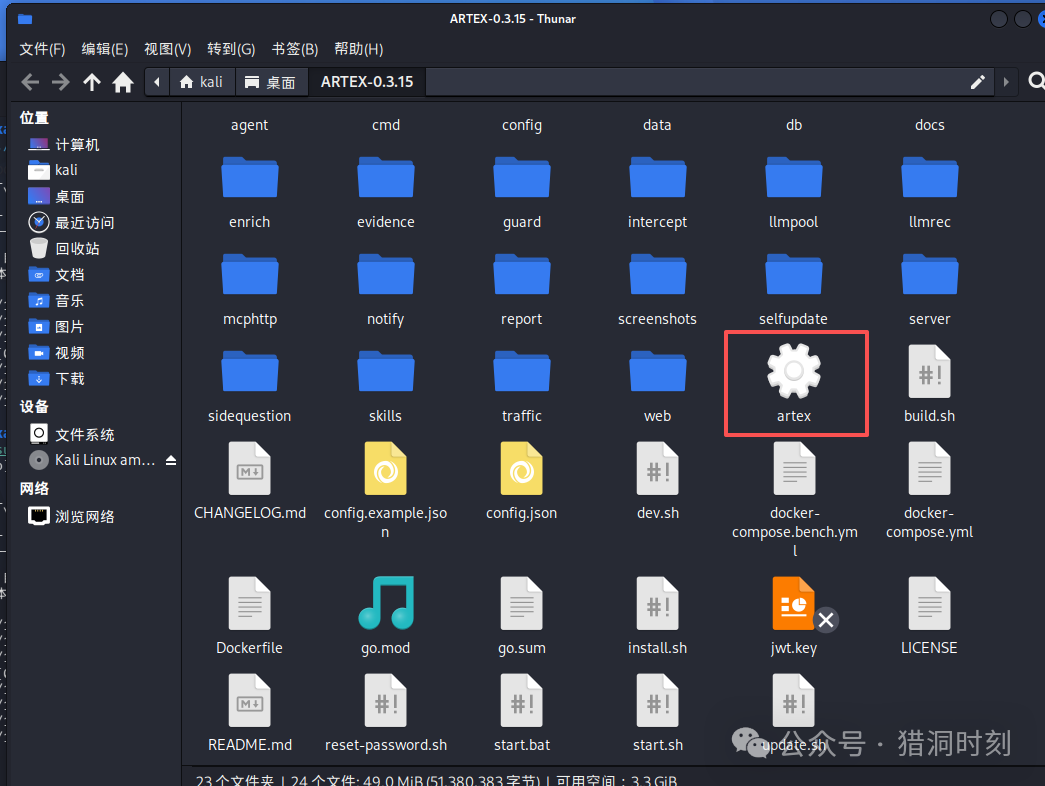 ARTEX-0.3.15 - Thunar
文件(F) 编辑(E) 视图(V) 转到(G) 书签(B) 帮助(H)
kali 桌面 ARTEX-0.3.15
位置
计算机
kali
桌面
最近访问
回收站
文档
音乐
图片
视频
下载
设备
文件系统
Kali Linux am...
网络
浏览网络
agent cmd config data db docs
enrich evidence guard intercept llmpool llmrec
mcphttp notify report screenshots selfupdate server
sidequestion skills traffic web artex build.sh
CHANGELOG.md config.example.jso
n config.json dev.sh docker-
compose.bench.ym
l docker-
compose.yml
Dockerfile go.mod go.sum install.sh jwt.key LICENSE
README.md reset-password.sh start.bat start.sh update.sh
公众号 · 猎洞时刻
23 个文件夹 | 24 个文件: 49.0 MiB (51,380,383 字节) | 可用空间：3.3 GiB